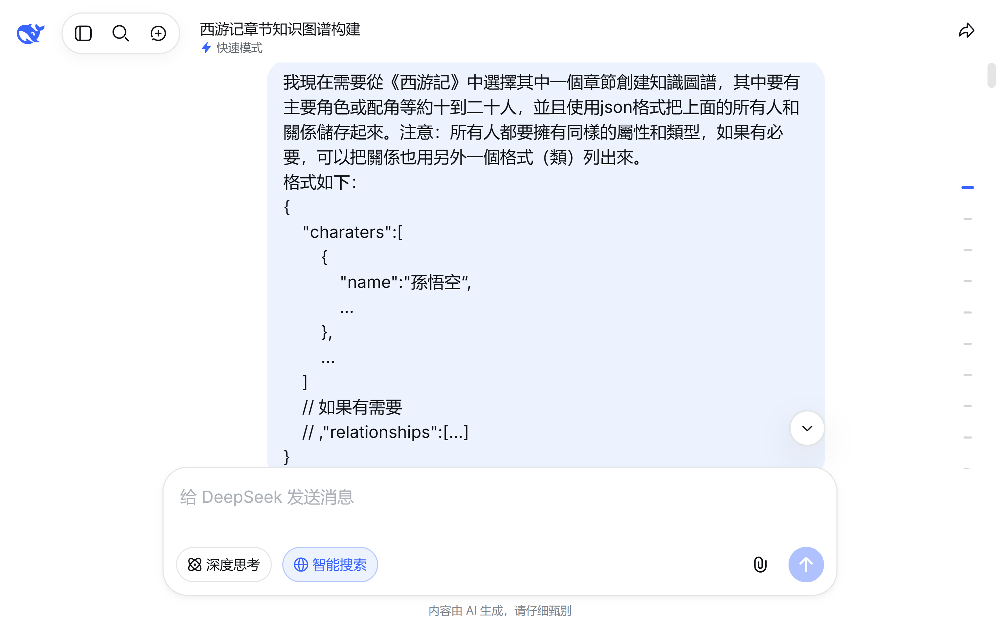 西游记章节知识图谱构建
快速模式
我現在需要從《西游記》中選擇其中一個章節創建知識圖譜，其中要有
主要角色或配角等約十到二十人，並且使用json格式把上面的所有人和
關係儲存起來。注意：所有人都要擁有同樣的屬性和類型，如果有必
要，可以把關係也用另外一個格式（類）列出來。
格式如下：
{
"charaters":[
{
"name":"孫悟空“,
...
},
...
]
// 如果有需要
// ,"relationships":[...]
}
给 DeepSeek 发送消息
深度思考
智能搜索
内容由 AI 生成，请仔细甄别